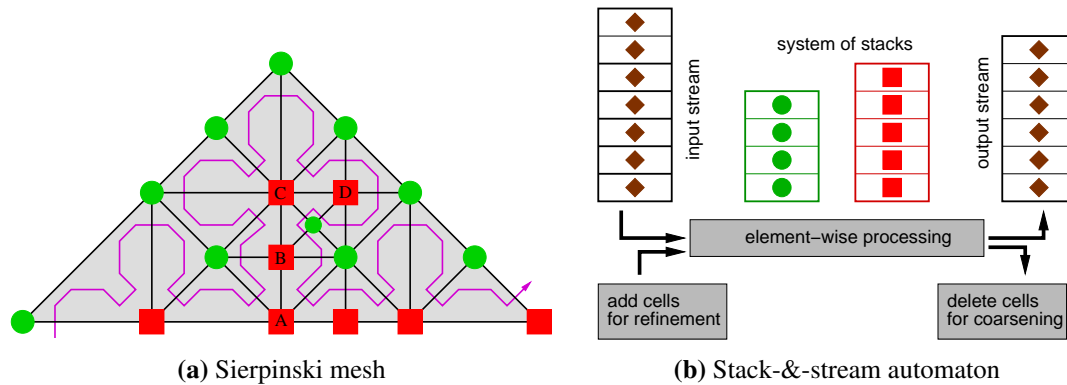 C
D
B
A
(a) Sierpinski mesh
system of stacks
input stream
output stream
element–wise processing
add cells
for refinement
delete cells
for coarsening
(b) Stack-&-stream automaton